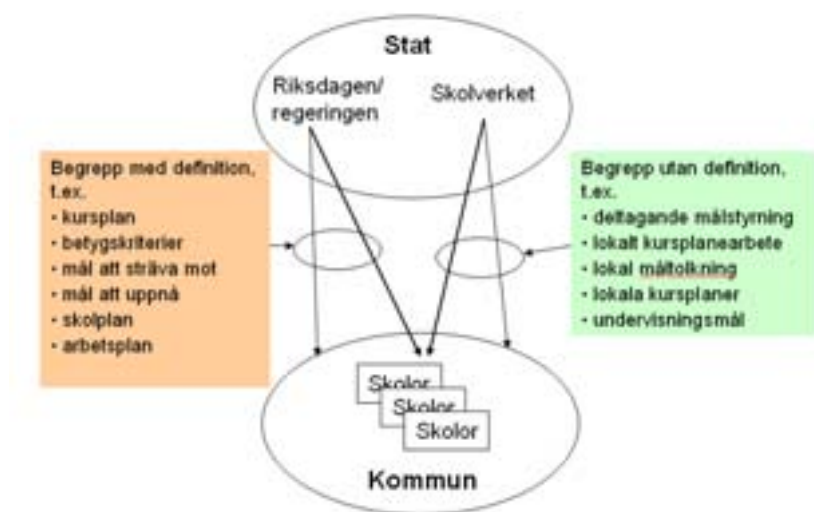 Stat
Riksdagen/
regeringen
Skolverket
Begrepp med definition,
t.ex.
• kursplan
• betygskriterier
• mål att sträva mot
• mål att uppnå
• skolplan
• arbetsplan
Begrepp utan definition,
t.ex.
• deltagande målstyrning
• lokalt kursplanearbete
• lokal måltolkning
• lokala kursplaner
• undervisningsmål
Skolor
Skolor
Skolor
Kommun